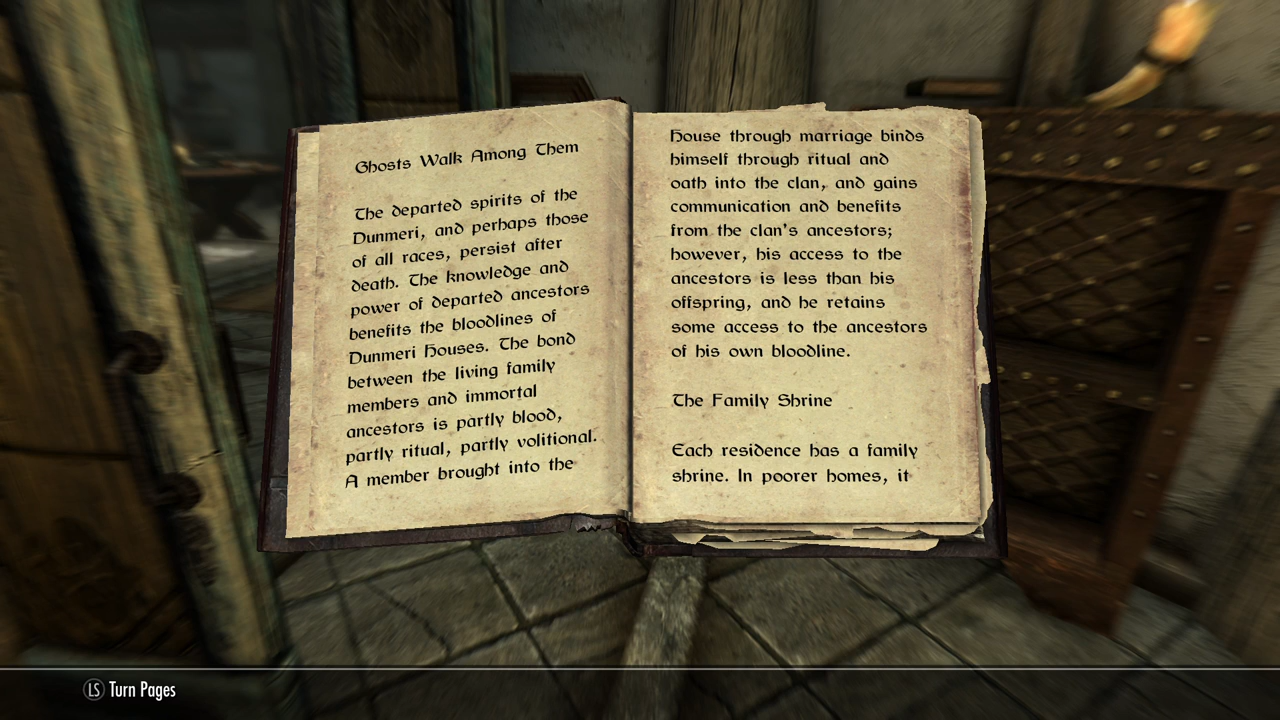 Ghosts Walk Among Them
The departed spirits of the
Dunmeri, and perhaps those
of all races, persist after
death. The knowledge and
power of departed ancestors
benefits the bloodlines of
Dunmeri Houses. The bond
between the living family
members and immortal
ancestors is partly blood,
partly ritual, partly volitional.
A member brought into the
House through marriage binds
himself through ritual and
oath into the clan, and gains
communication and benefits
from the clan's ancestors;
however, his access to the
ancestors is less than his
offspring, and he retains
some access to the ancestors
of his own bloodline.
The Family Shrine
Each residence has a family
shrine. In poorer homes, it
LS Turn Pages